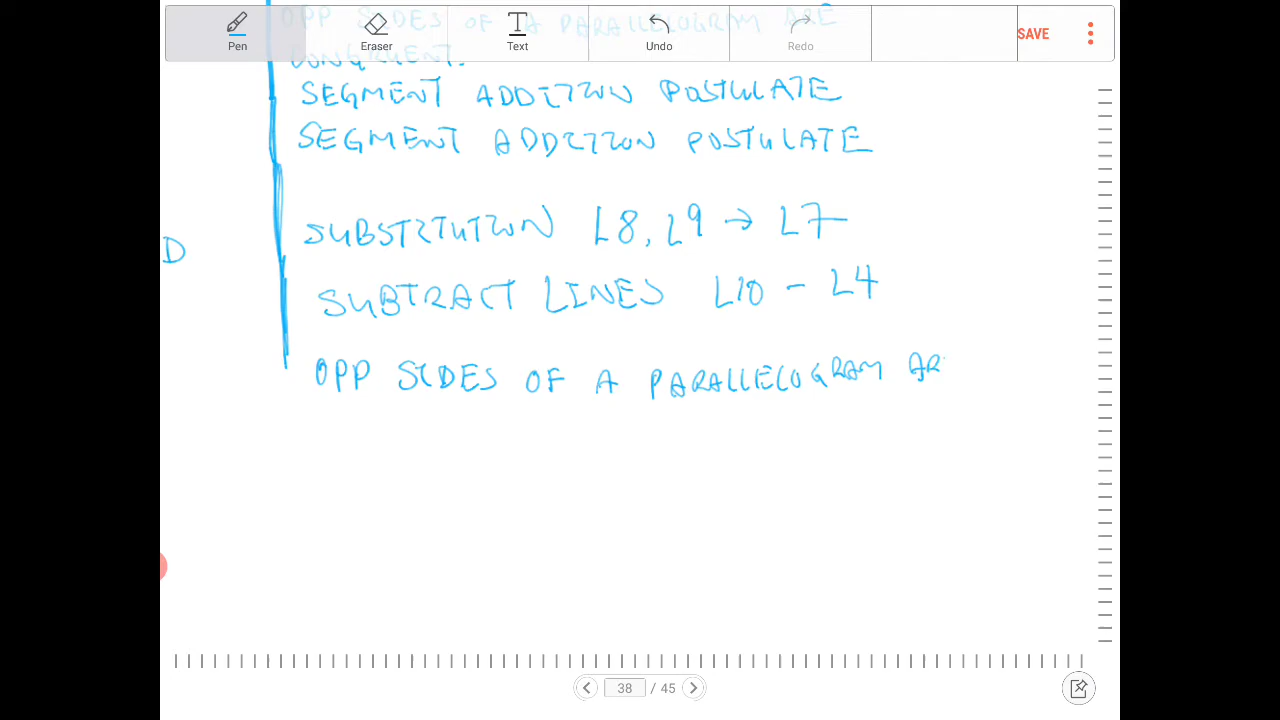 Pen
Eraser
Text
Undo
Redo
SAVE
OPP SIDES OF A PARALLELOGRAM ARE
CONGRUENT.
SEGMENT ADDITION POSTULATE
SEGMENT ADDITION POSTULATE
SUBSTITUTION L8, L9 → L7
D
SUBTRACT LINES L10 - L4
OPP SIDES OF A PARALLELOGRAM AR
38 / 45